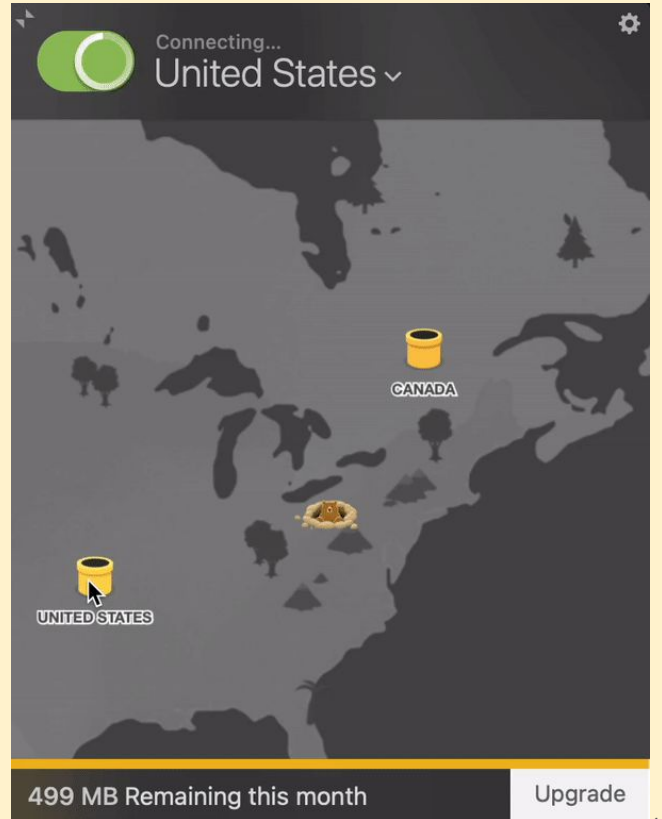 Connecting...
United States
CANADA
UNITED STATES
499 MB Remaining this month
Upgrade